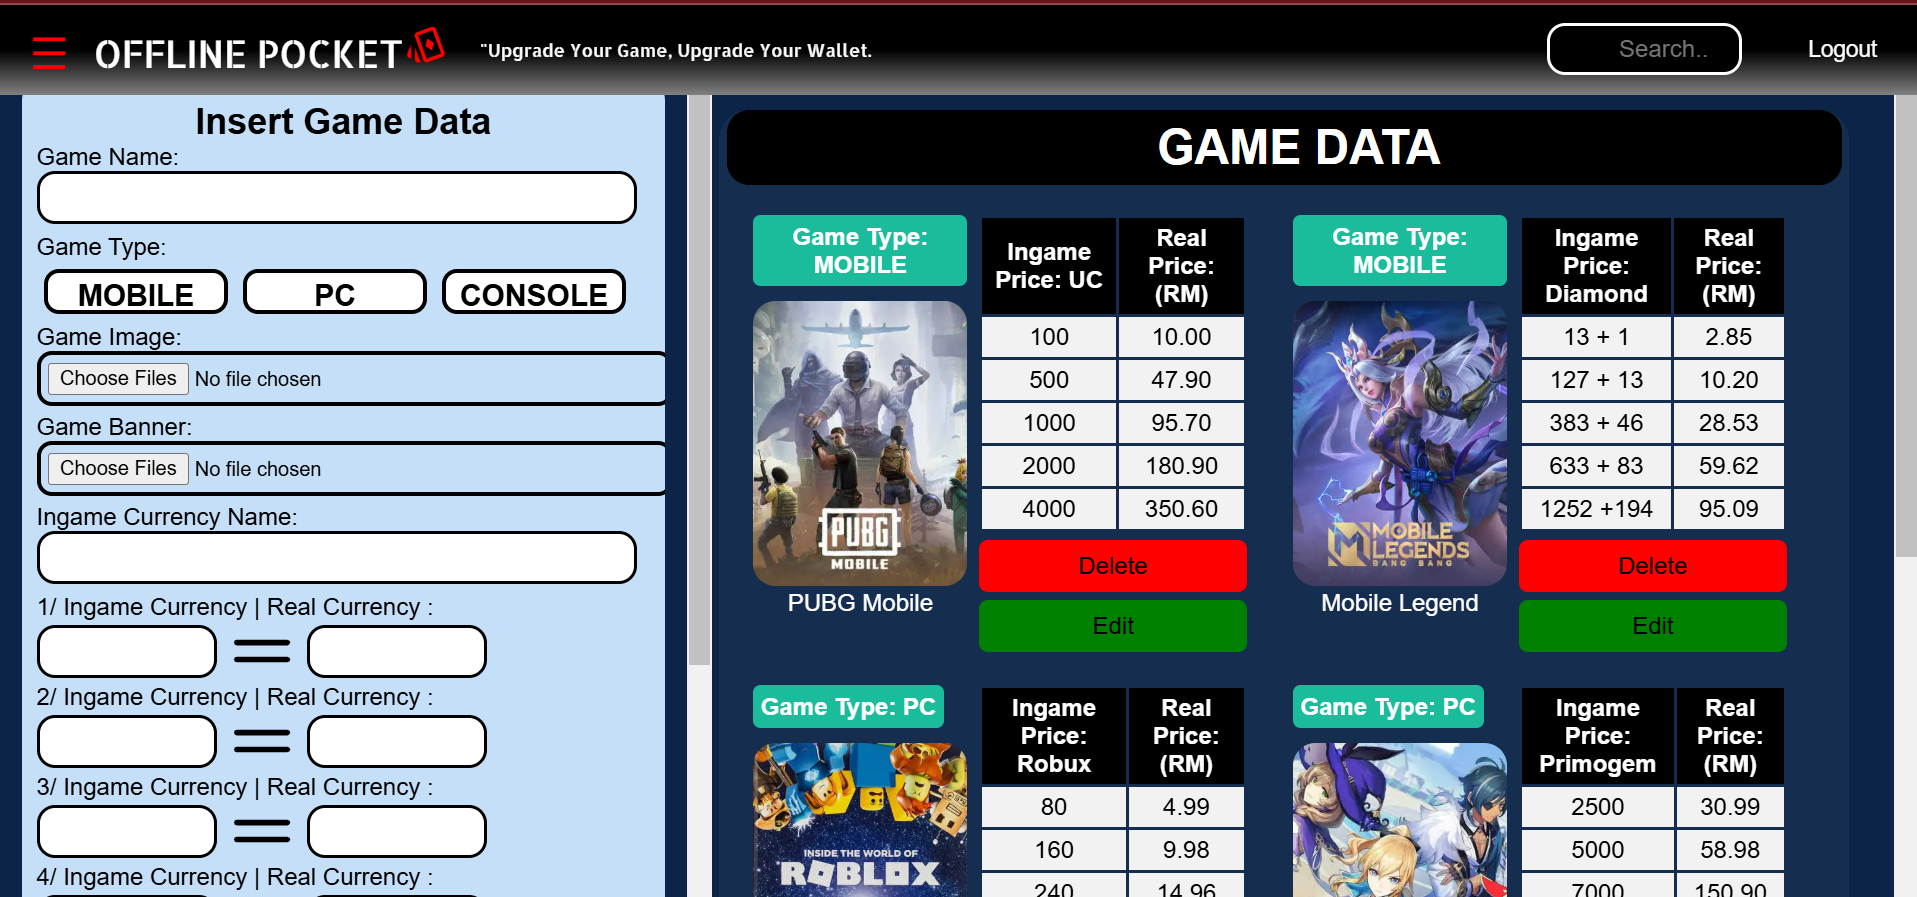 OFFLINE POCKET
"Upgrade Your Game, Upgrade Your Wallet.
Search..
Logout
Insert Game Data
Game Name:
Game Type:
MOBILE
PC
CONSOLE
Game Image:
Choose Files No file chosen
Game Banner:
Choose Files No file chosen
Ingame Currency Name:
1/ Ingame Currency | Real Currency :
2/ Ingame Currency | Real Currency :
3/ Ingame Currency | Real Currency :
4/ Ingame Currency | Real Currency :
GAME DATA
Game Type:
MOBILE
PUBG
MOBILE
PUBG Mobile
Ingame
Price: UC
Real
Price:
(RM)
100 10.00
500 47.90
1000 95.70
2000 180.90
4000 350.60
Delete
Edit
Game Type:
MOBILE
MOBILE
LEGENDS
BANG BANG
Mobile Legend
Ingame
Price:
Diamond
Real
Price:
(RM)
13 + 1 2.85
127 + 13 10.20
383 + 46 28.53
633 + 83 59.62
1252 +194 95.09
Delete
Edit
Game Type: PC
INSIDE THE WORLD OF
ROBLOX
Ingame
Price:
Robux
Real
Price:
(RM)
80 4.99
160 9.98
240 14.96
Game Type: PC
Ingame
Price:
Primogem
Real
Price:
(RM)
2500 30.99
5000 58.98
7000 150.90